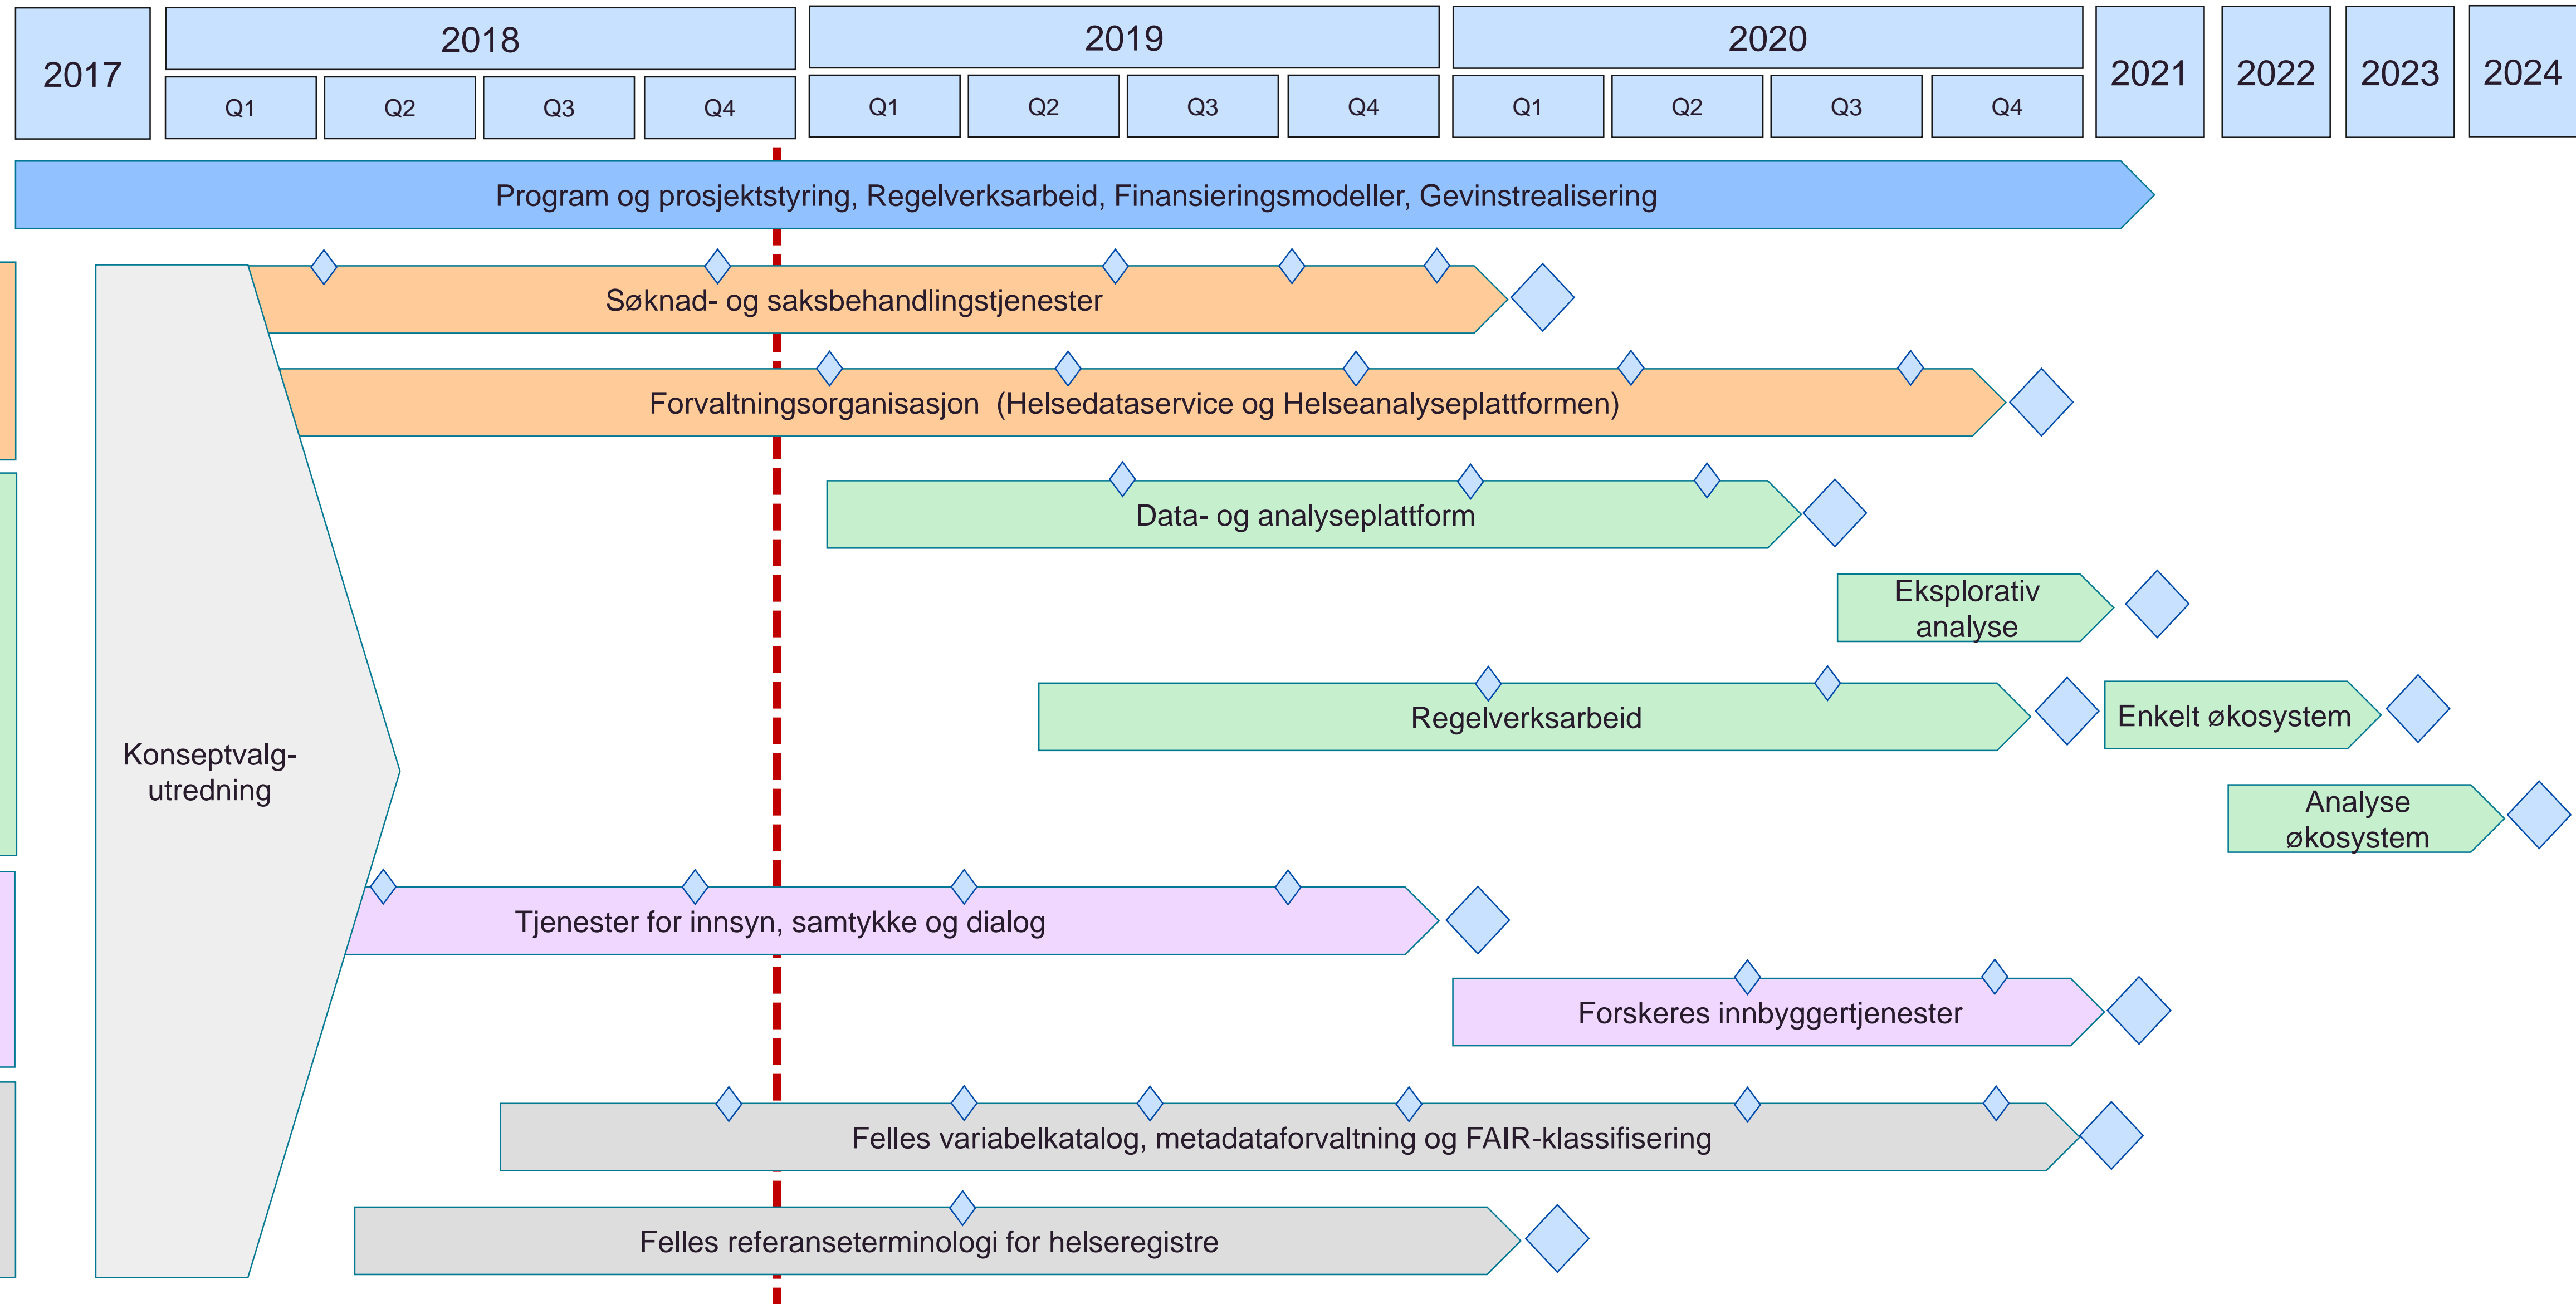 2017
2018
2019
2020
2021
2022
2023
2024
Q1
Q2
Q3
Q4
Q1
Q2
Q3
Q4
Q1
Q2
Q3
Q4
Program og prosjektstyring, Regelverksarbeid, Finansieringsmodeller, Gevinstrealisering
Søknad- og saksbehandlingstjenester
Forvaltningsorganisasjon (Helsedataservice og Helseanalyseplattformen)
Data- og analyseplattform
Eksplorativ
analyse
Regelverksarbeid
Enkelt økosystem
Konseptvalg-
utredning
Analyse
økosystem
Tjenester for innsyn, samtykke og dialog
Forskeres innbyggertjenester
Felles variabelkatalog, metadataforvaltning og FAIR-klassifisering
Felles referanseterminologi for helseregistre